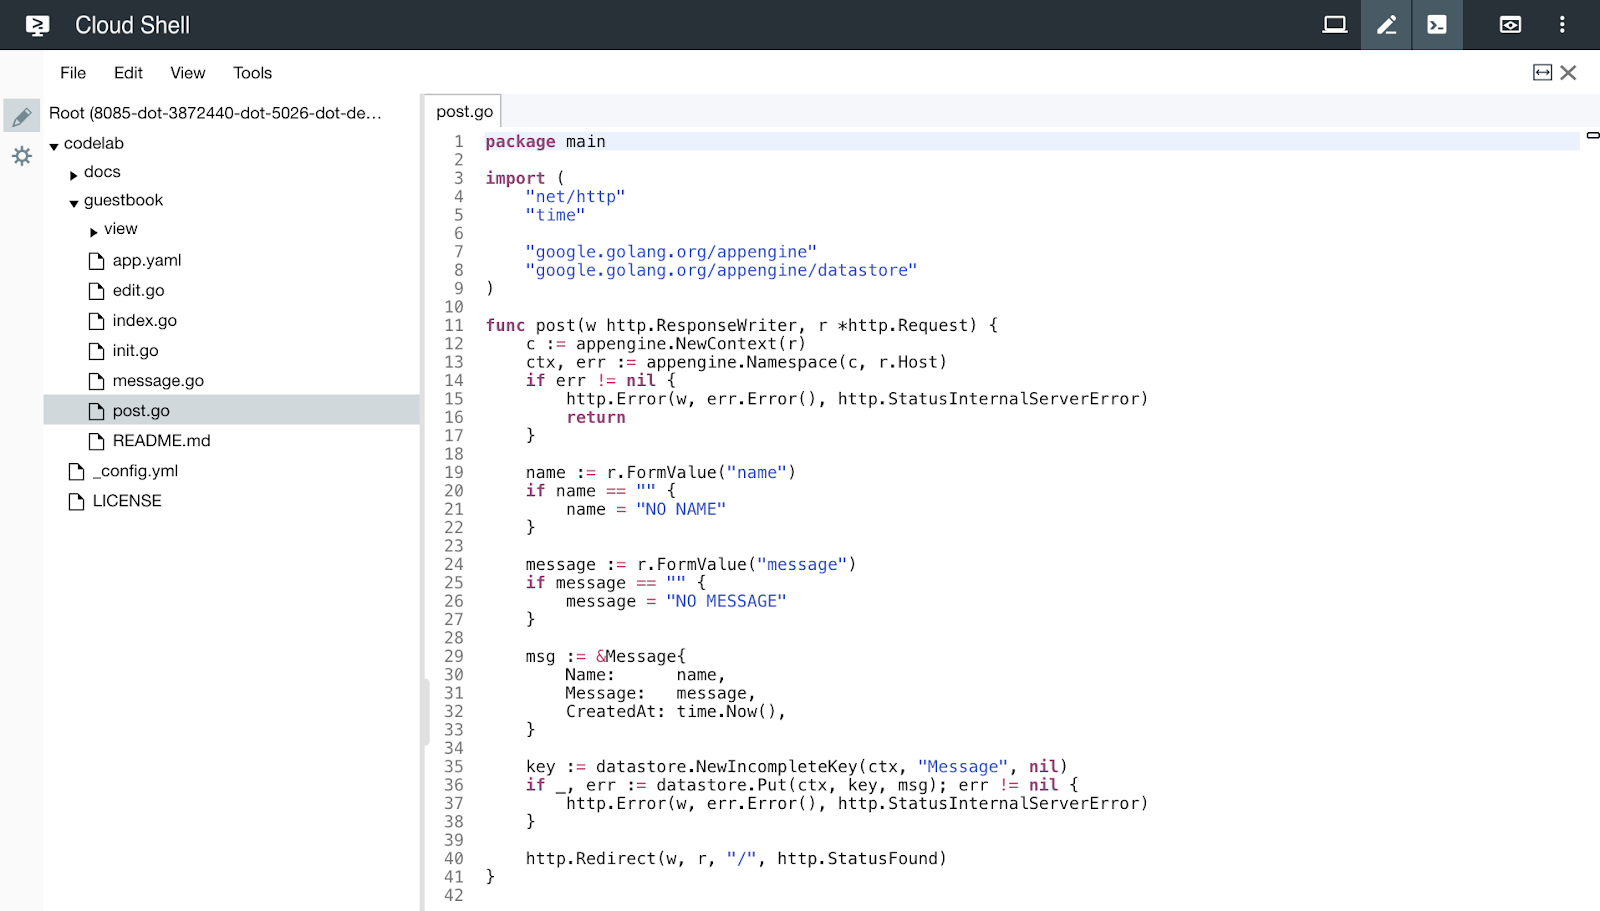 Cloud Shell
File Edit View Tools
Root (8085-dot-3872440-dot-5026-dot-de...
codelab
docs
guestbook
view
app.yaml
edit.go
index.go
init.go
message.go
post.go
README.md
_config.yml
LICENSE
post.go
1 package main
2
3 import (
4     "net/http"
5     "time"
6
7     "google.golang.org/appengine"
8     "google.golang.org/appengine/datastore"
9 )
10
11 func post(w http.ResponseWriter, r *http.Request) {
12     c := appengine.NewContext(r)
13     ctx, err := appengine.Namespace(c, r.Host)
14     if err != nil {
15         http.Error(w, err.Error(), http.StatusInternalServerError)
16         return
17     }
18
19     name := r.FormValue("name")
20     if name == "" {
21         name = "NO NAME"
22     }
23
24     message := r.FormValue("message")
25     if message == "" {
26         message = "NO MESSAGE"
27     }
28
29     msg := &Message{
30         Name:      name,
31         Message:   message,
32         CreatedAt: time.Now(),
33     }
34
35     key := datastore.NewIncompleteKey(ctx, "Message", nil)
36     if _, err := datastore.Put(ctx, key, msg); err != nil {
37         http.Error(w, err.Error(), http.StatusInternalServerError)
38     }
39
40     http.Redirect(w, r, "/", http.StatusFound)
41 }
42